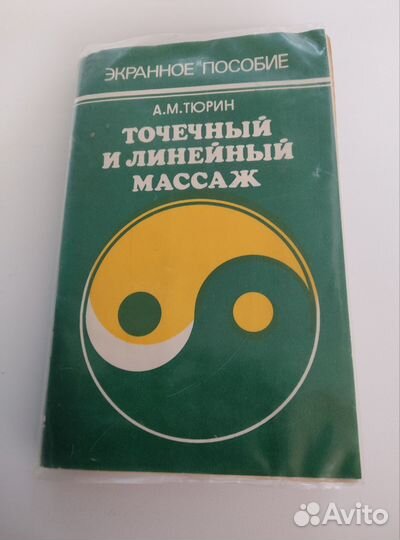 ЭКРАННОЕ ПОСОБИЕ
А.М.ТЮРИН
ТОЧЕЧНЫЙ
И ЛИНЕЙНЫЙ
МАССАЖ
Avito